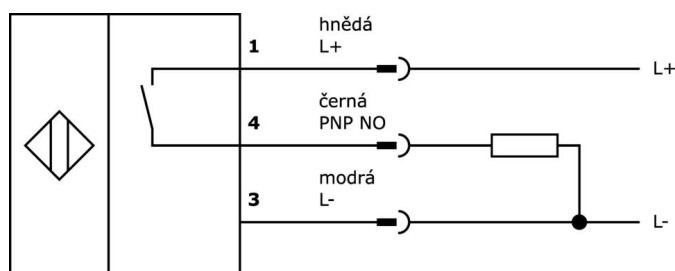 hnědá
1 L+
L+
černá
4 PNP NO
modrá
3 L-
L-